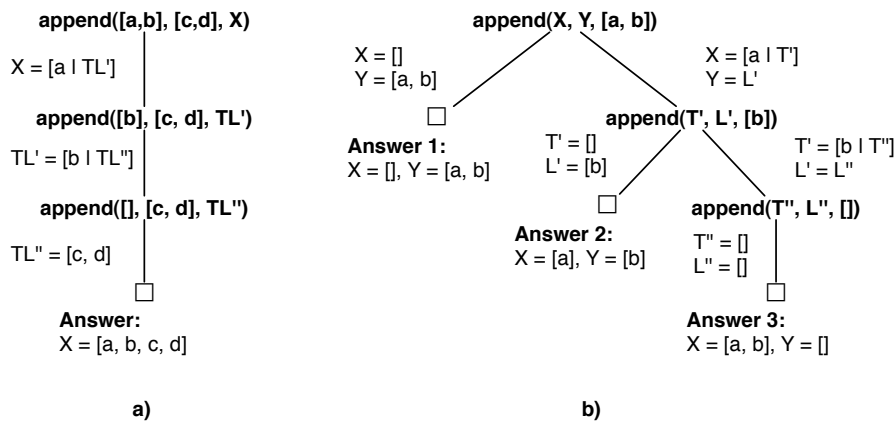 append([a,b], [c,d], X)
X = [a | TL']
append([b], [c, d], TL')
TL' = [b | TL'']
append([], [c, d], TL'')
TL'' = [c, d]
Answer:
X = [a, b, c, d]
a)
append(X, Y, [a, b])
X = []
Y = [a, b]
X = [a | T']
Y = L'
Answer 1:
X = [], Y = [a, b]
append(T', L', [b])
T' = []
L' = [b]
T' = [b | T'']
L' = L''
Answer 2:
X = [a], Y = [b]
append(T'', L'', [])
T'' = []
L'' = []
Answer 3:
X = [a, b], Y = []
b)